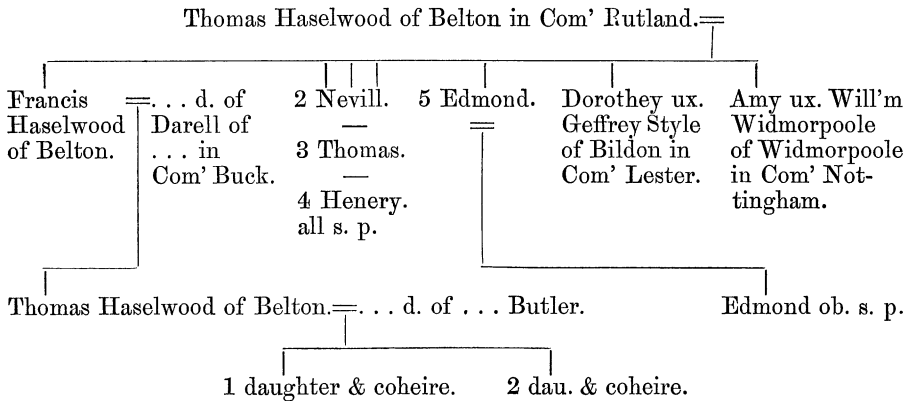 Thomas Haselwood of Belton in Com' Rutland.
Francis
Haselwood
of Belton.
. . . d. of
Darell of
. . . in
Com' Buck.
2 Nevill.
—
3 Thomas.
—
4 Henery.
all s. p.
5 Edmond.
Dorothey ux.
Geffrey Style
of Bildon in
Com' Lester.
Amy ux. Will'm
Widmorpoole
of Widmorpoole
in Com' Not-
tingham.
Thomas Haselwood of Belton. . . . d. of . . . Butler.
Edmond ob. s. p.
1 daughter & coheire.
2 dau. & coheire.